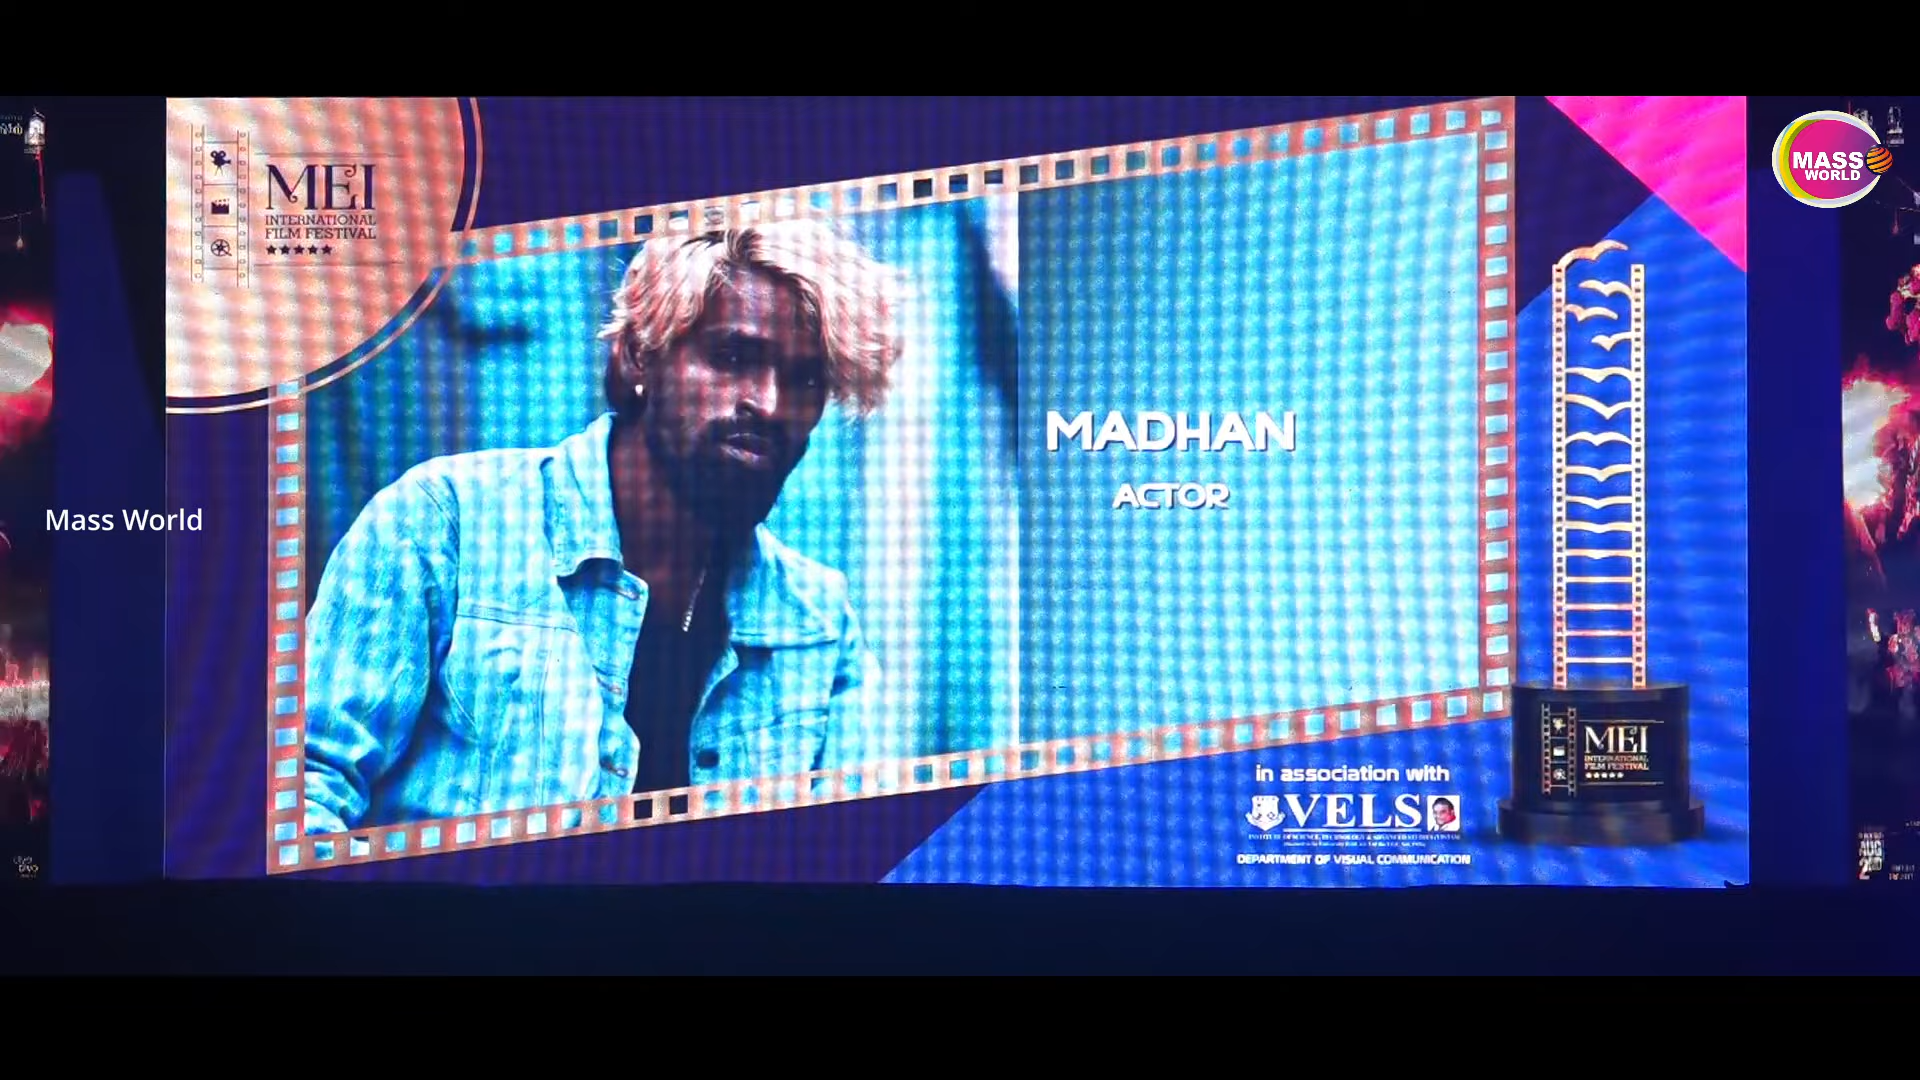 MEI
INTERNATIONAL
FILM FESTIVAL
MASS
WORLD
MADHAN
ACTOR
Mass World
MEI
INTERNATIONAL
FILM FESTIVAL
in association with
VELS
DEPARTMENT OF VISUAL COMMUNICATION
AUG